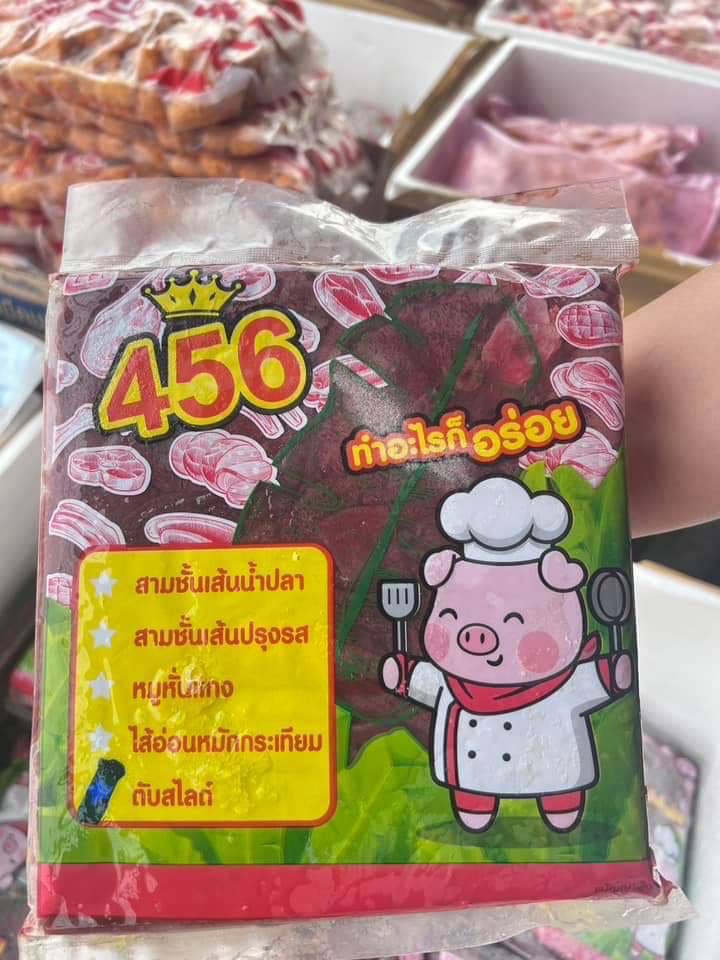 456
ทำอะไรก็อร่อย
สามชั้นเส้นน้ำปลา
สามชั้นเส้นปรุงรส
หมูหั่นหาง
ไส้อ่อนหมักกระเทียม
ตับสไลด์